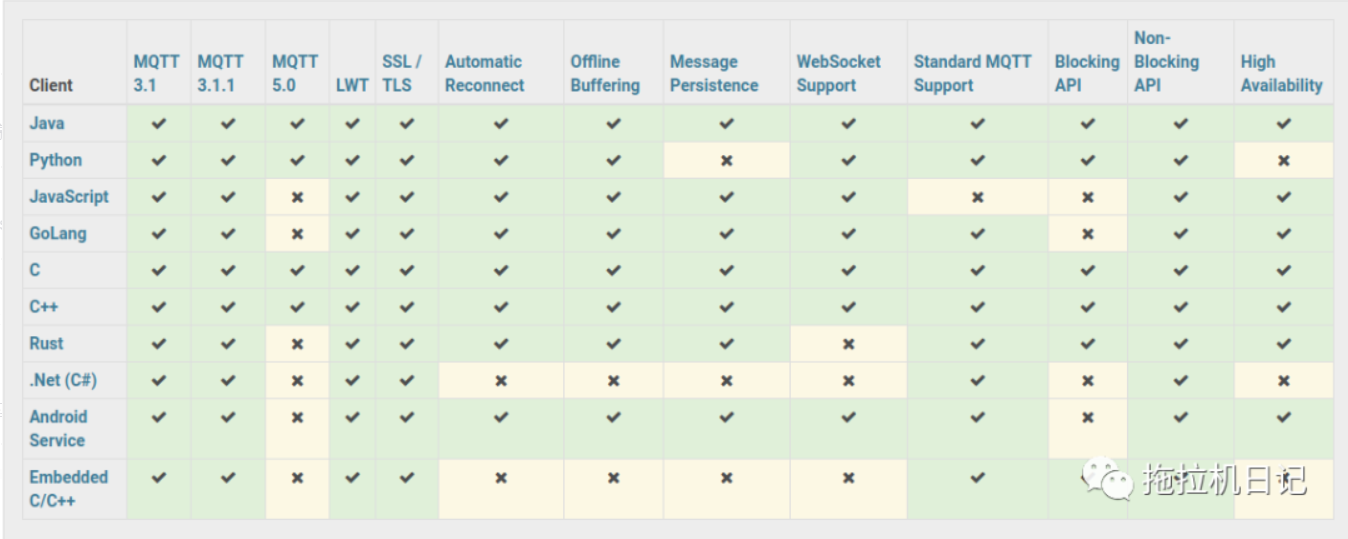 Client MQTT 3.1 MQTT 3.1.1 MQTT 5.0 LWT SSL / TLS Automatic Reconnect Offline Buffering Message Persistence WebSocket Support Standard MQTT Support Blocking API Non-Blocking API High Availability
Java ✔ ✔ ✔ ✔ ✔ ✔ ✔ ✔ ✔ ✔ ✔ ✔ ✔
Python ✔ ✔ ✔ ✔ ✔ ✔ ✔ ✖ ✔ ✔ ✔ ✔ ✖
JavaScript ✔ ✔ ✖ ✔ ✔ ✔ ✔ ✔ ✔ ✖ ✖ ✔ ✔
GoLang ✔ ✔ ✖ ✔ ✔ ✔ ✔ ✔ ✔ ✔ ✖ ✔ ✔
C ✔ ✔ ✔ ✔ ✔ ✔ ✔ ✔ ✔ ✔ ✔ ✔ ✔
C++ ✔ ✔ ✔ ✔ ✔ ✔ ✔ ✔ ✔ ✔ ✔ ✔ ✔
Rust ✔ ✔ ✖ ✔ ✔ ✔ ✔ ✔ ✖ ✔ ✔ ✔ ✔
.Net (C#) ✔ ✔ ✖ ✔ ✔ ✖ ✖ ✖ ✖ ✔ ✖ ✔ ✖
Android Service ✔ ✔ ✖ ✔ ✔ ✔ ✔ ✔ ✔ ✔ ✖ ✔ ✔
Embedded C/C++ ✔ ✔ ✖ ✔ ✔ ✖ ✖ ✖ ✖ ✔
拖拉机日记